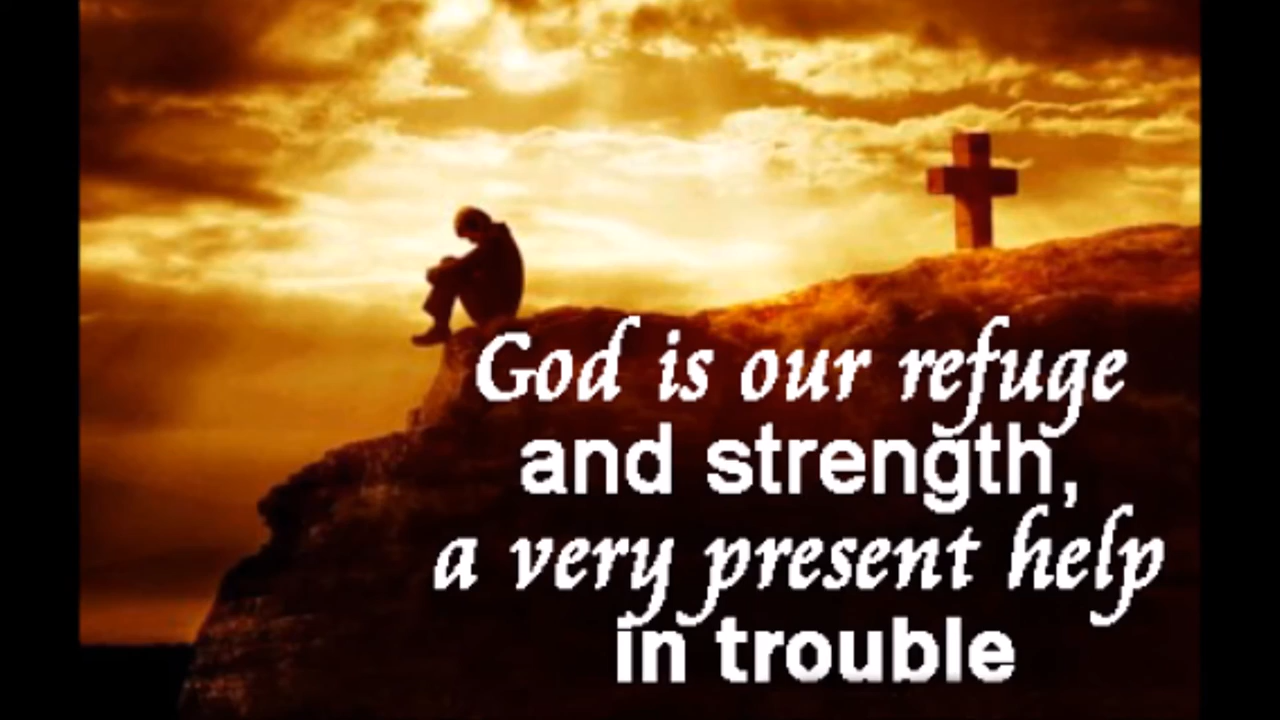 God is our refuge
and strength,
a very present help
in trouble